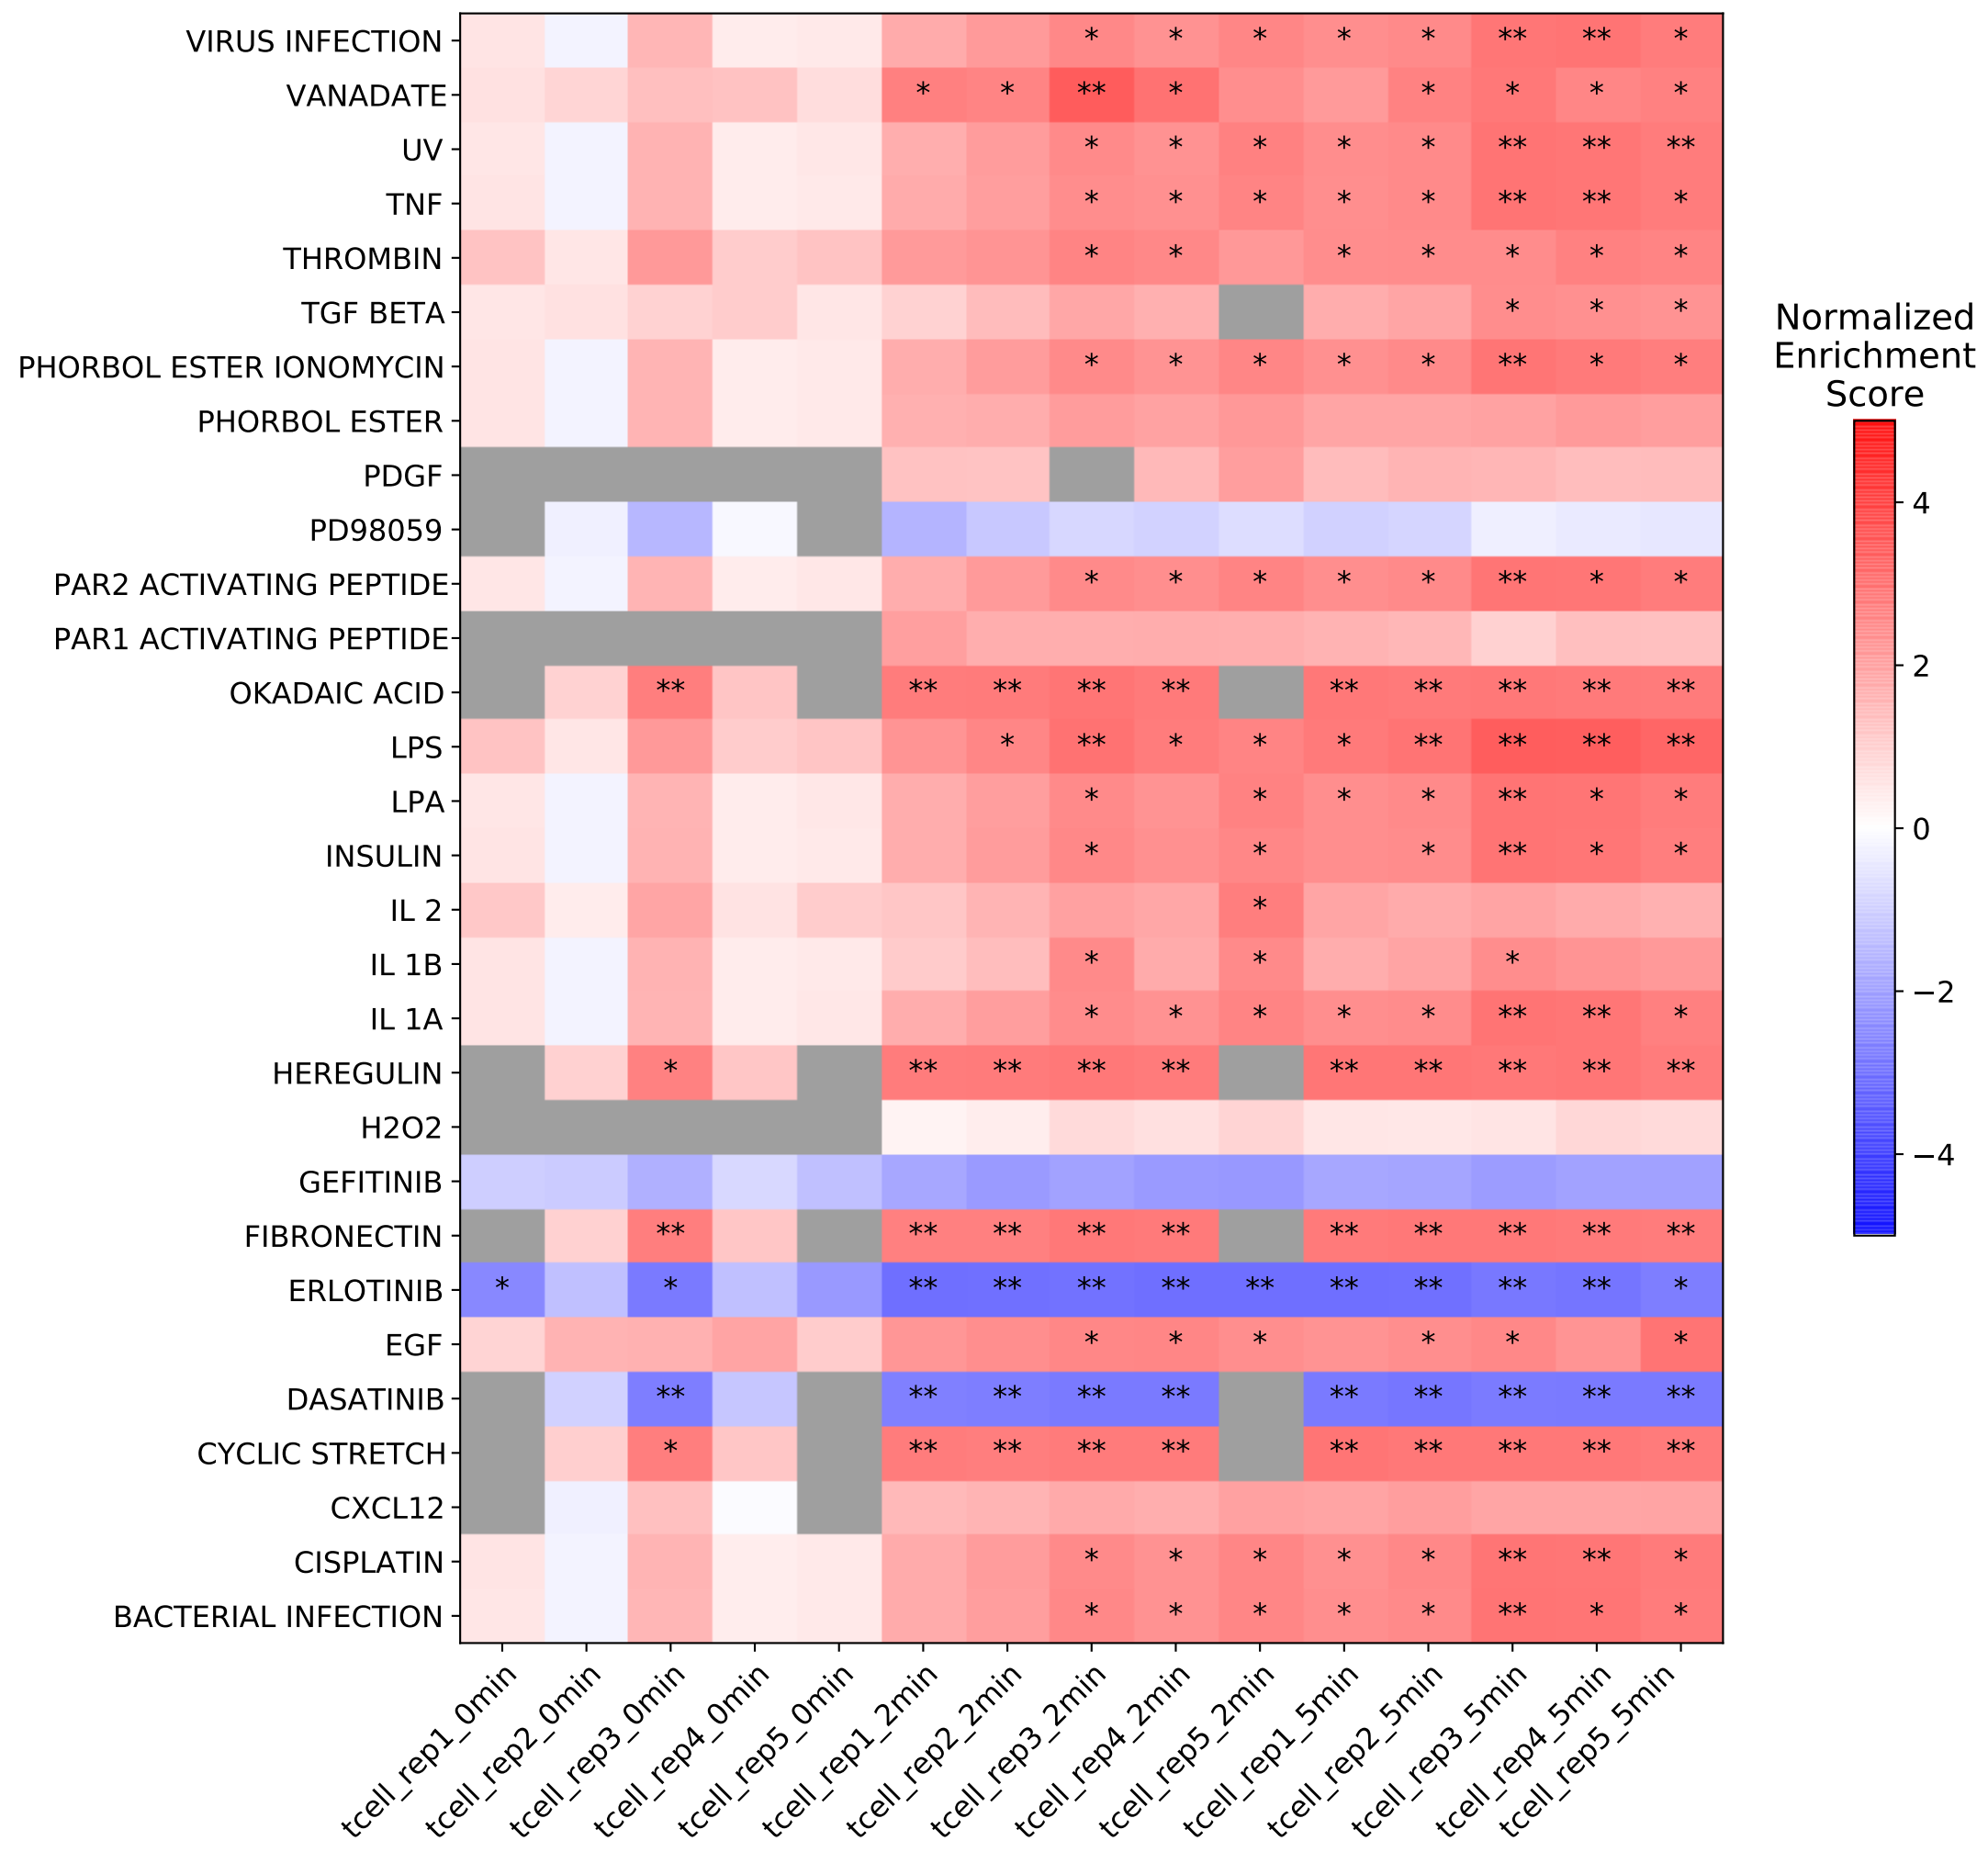 VIRUS INFECTION * * * * * ** ** *
VANADATE * * ** * * * * *
UV * * * * * ** ** **
TNF * * * * * ** ** *
THROMBIN * * * * * * *
TGF BETA * * *
PHORBOL ESTER IONOMYCIN * * * * * ** * *
PHORBOL ESTER
PDGF
PD98059
PAR2 ACTIVATING PEPTIDE * * * * * ** * *
PAR1 ACTIVATING PEPTIDE
OKADAIC ACID ** ** ** ** ** ** ** ** ** **
LPS * ** * * * ** ** ** **
LPA * * * * ** * *
INSULIN * * * ** * *
IL 2 *
IL 1B * * *
IL 1A * * * * * ** ** *
HEREGULIN * ** ** ** ** ** ** ** ** **
H2O2
GEFITINIB
FIBRONECTIN ** ** ** ** ** ** ** ** ** **
ERLOTINIB * * ** ** ** ** ** ** ** ** ** *
EGF * * * * * *
DASATINIB ** ** ** ** ** ** ** ** ** **
CYCLIC STRETCH * ** ** ** ** ** ** ** ** **
CXCL12
CISPLATIN * * * * * ** ** *
BACTERIAL INFECTION * * * * * ** * *
tcell_rep1_0min
tcell_rep2_0min
tcell_rep3_0min
tcell_rep4_0min
tcell_rep5_0min
tcell_rep1_2min
tcell_rep2_2min
tcell_rep3_2min
tcell_rep4_2min
tcell_rep5_2min
tcell_rep1_5min
tcell_rep2_5min
tcell_rep3_5min
tcell_rep4_5min
tcell_rep5_5min
Normalized
Enrichment
Score
4
2
0
−2
−4